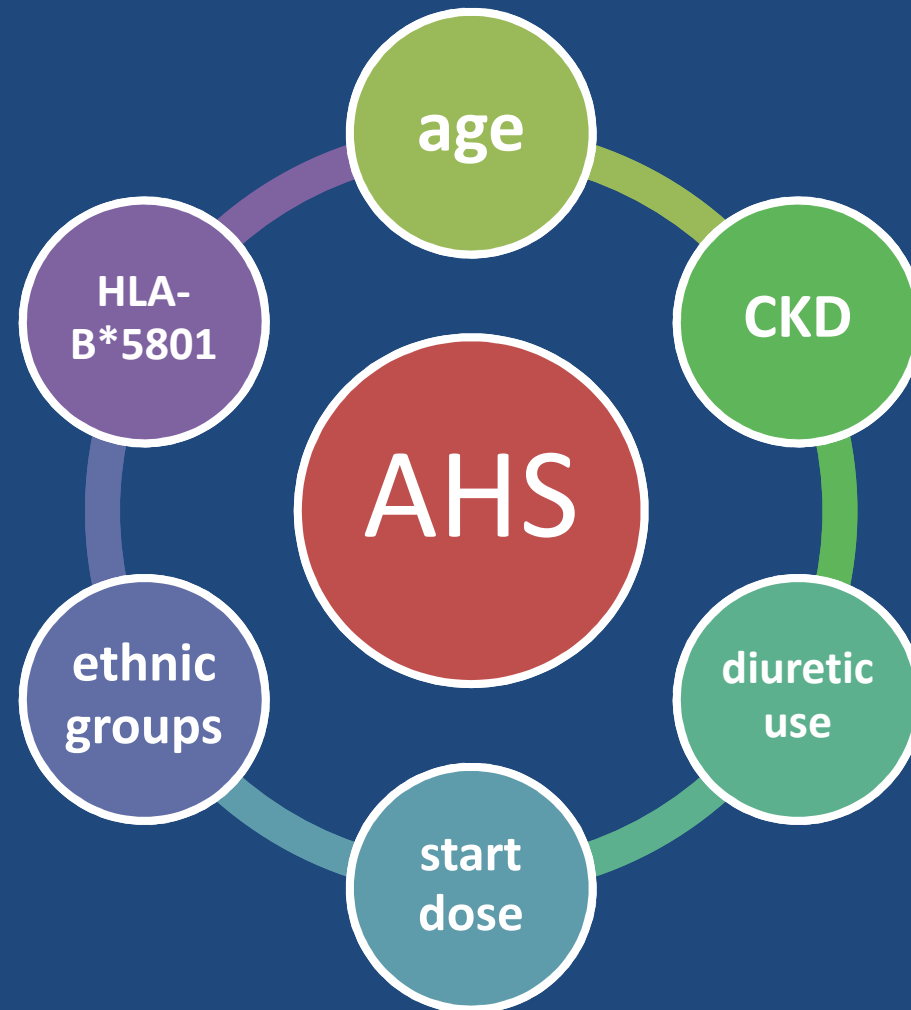 age
HLA-
B*5801
CKD
AHS
ethnic
groups
diuretic
use
start
dose